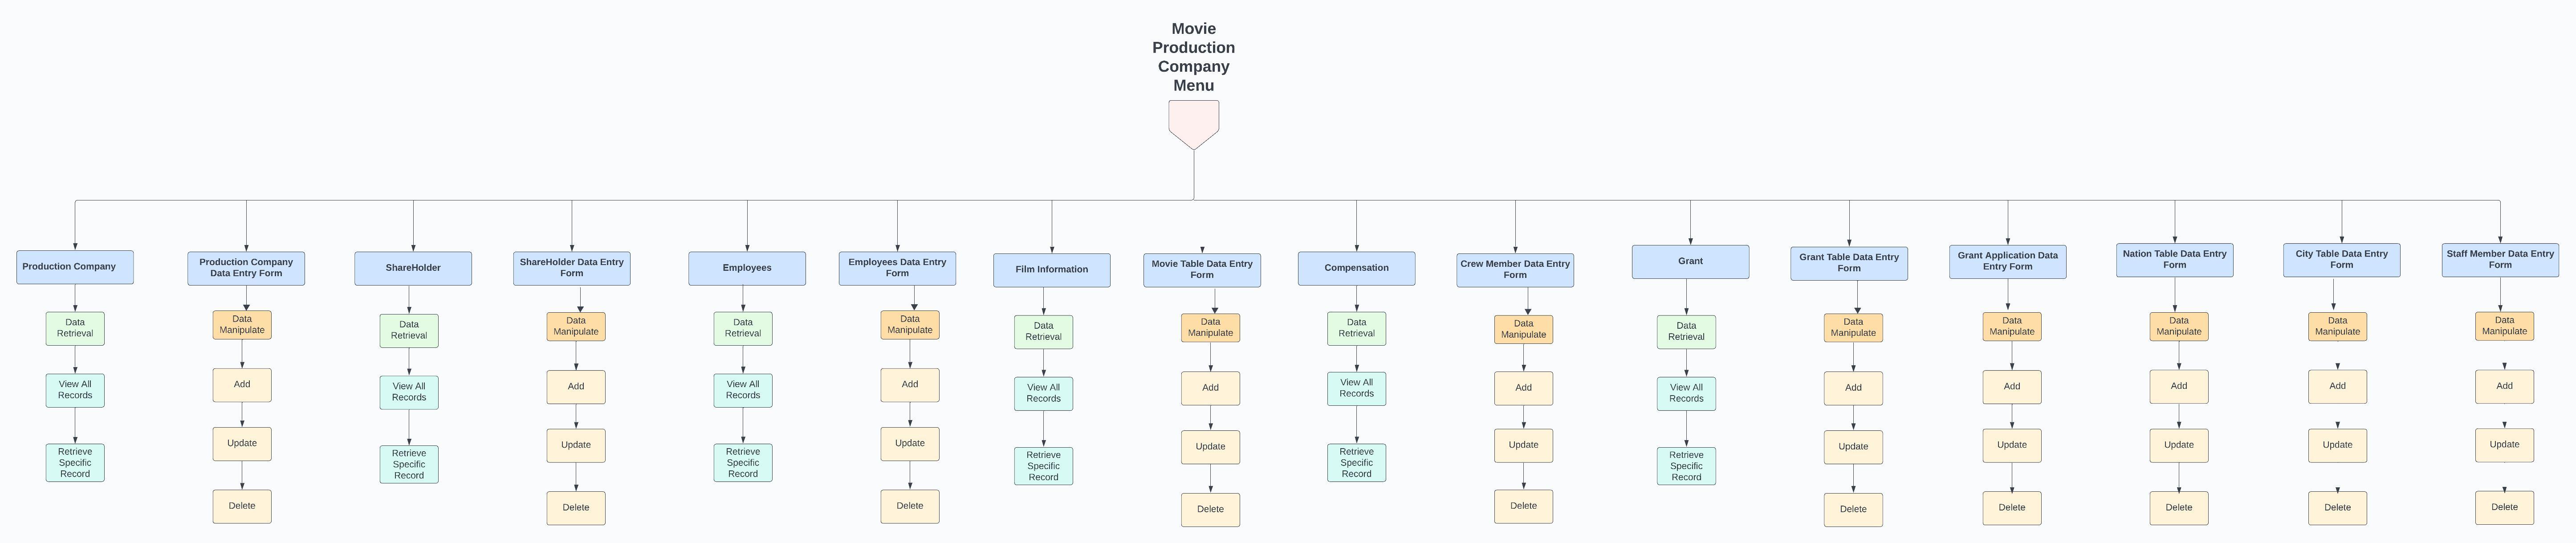 Movie
Production
Company
Menu
Production Company
Data
Retrieval
View All
Records
Retrieve
Specific
Record
Production Company
Data Entry Form
Data
Manipulate
Add
Update
Delete
ShareHolder
Data
Retrieval
View All
Records
Retrieve
Specific
Record
ShareHolder Data Entry
Form
Data
Manipulate
Add
Update
Delete
Employees
Data
Retrieval
View All
Records
Retrieve
Specific
Record
Employees Data Entry
Form
Data
Manipulate
Add
Update
Delete
Film Information
Data
Retrieval
View All
Records
Retrieve
Specific
Record
Movie Table Data Entry
Form
Data
Manipulate
Add
Update
Delete
Compensation
Data
Retrieval
View All
Records
Retrieve
Specific
Record
Crew Member Data Entry
Form
Data
Manipulate
Add
Update
Delete
Grant
Data
Retrieval
View All
Records
Retrieve
Specific
Record
Grant Table Data Entry
Form
Data
Manipulate
Add
Update
Delete
Grant Application Data
Entry Form
Data
Manipulate
Add
Update
Delete
Nation Table Data Entry
Form
Data
Manipulate
Add
Update
Delete
City Table Data Entry
Form
Data
Manipulate
Add
Update
Delete
Staff Member Data Entry
Form
Data
Manipulate
Add
Update
Delete